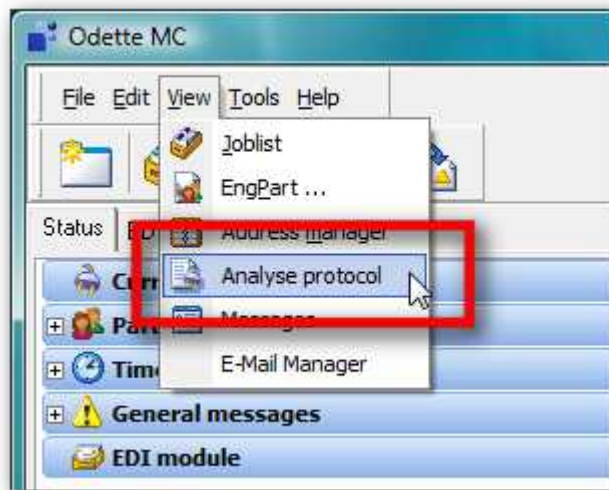 Odette MC
File Edit View Tools Help
Joblist
EngPart ...
Status
Address manager
Analyse protocol
Messages
E-Mail Manager
General messages
EDI module